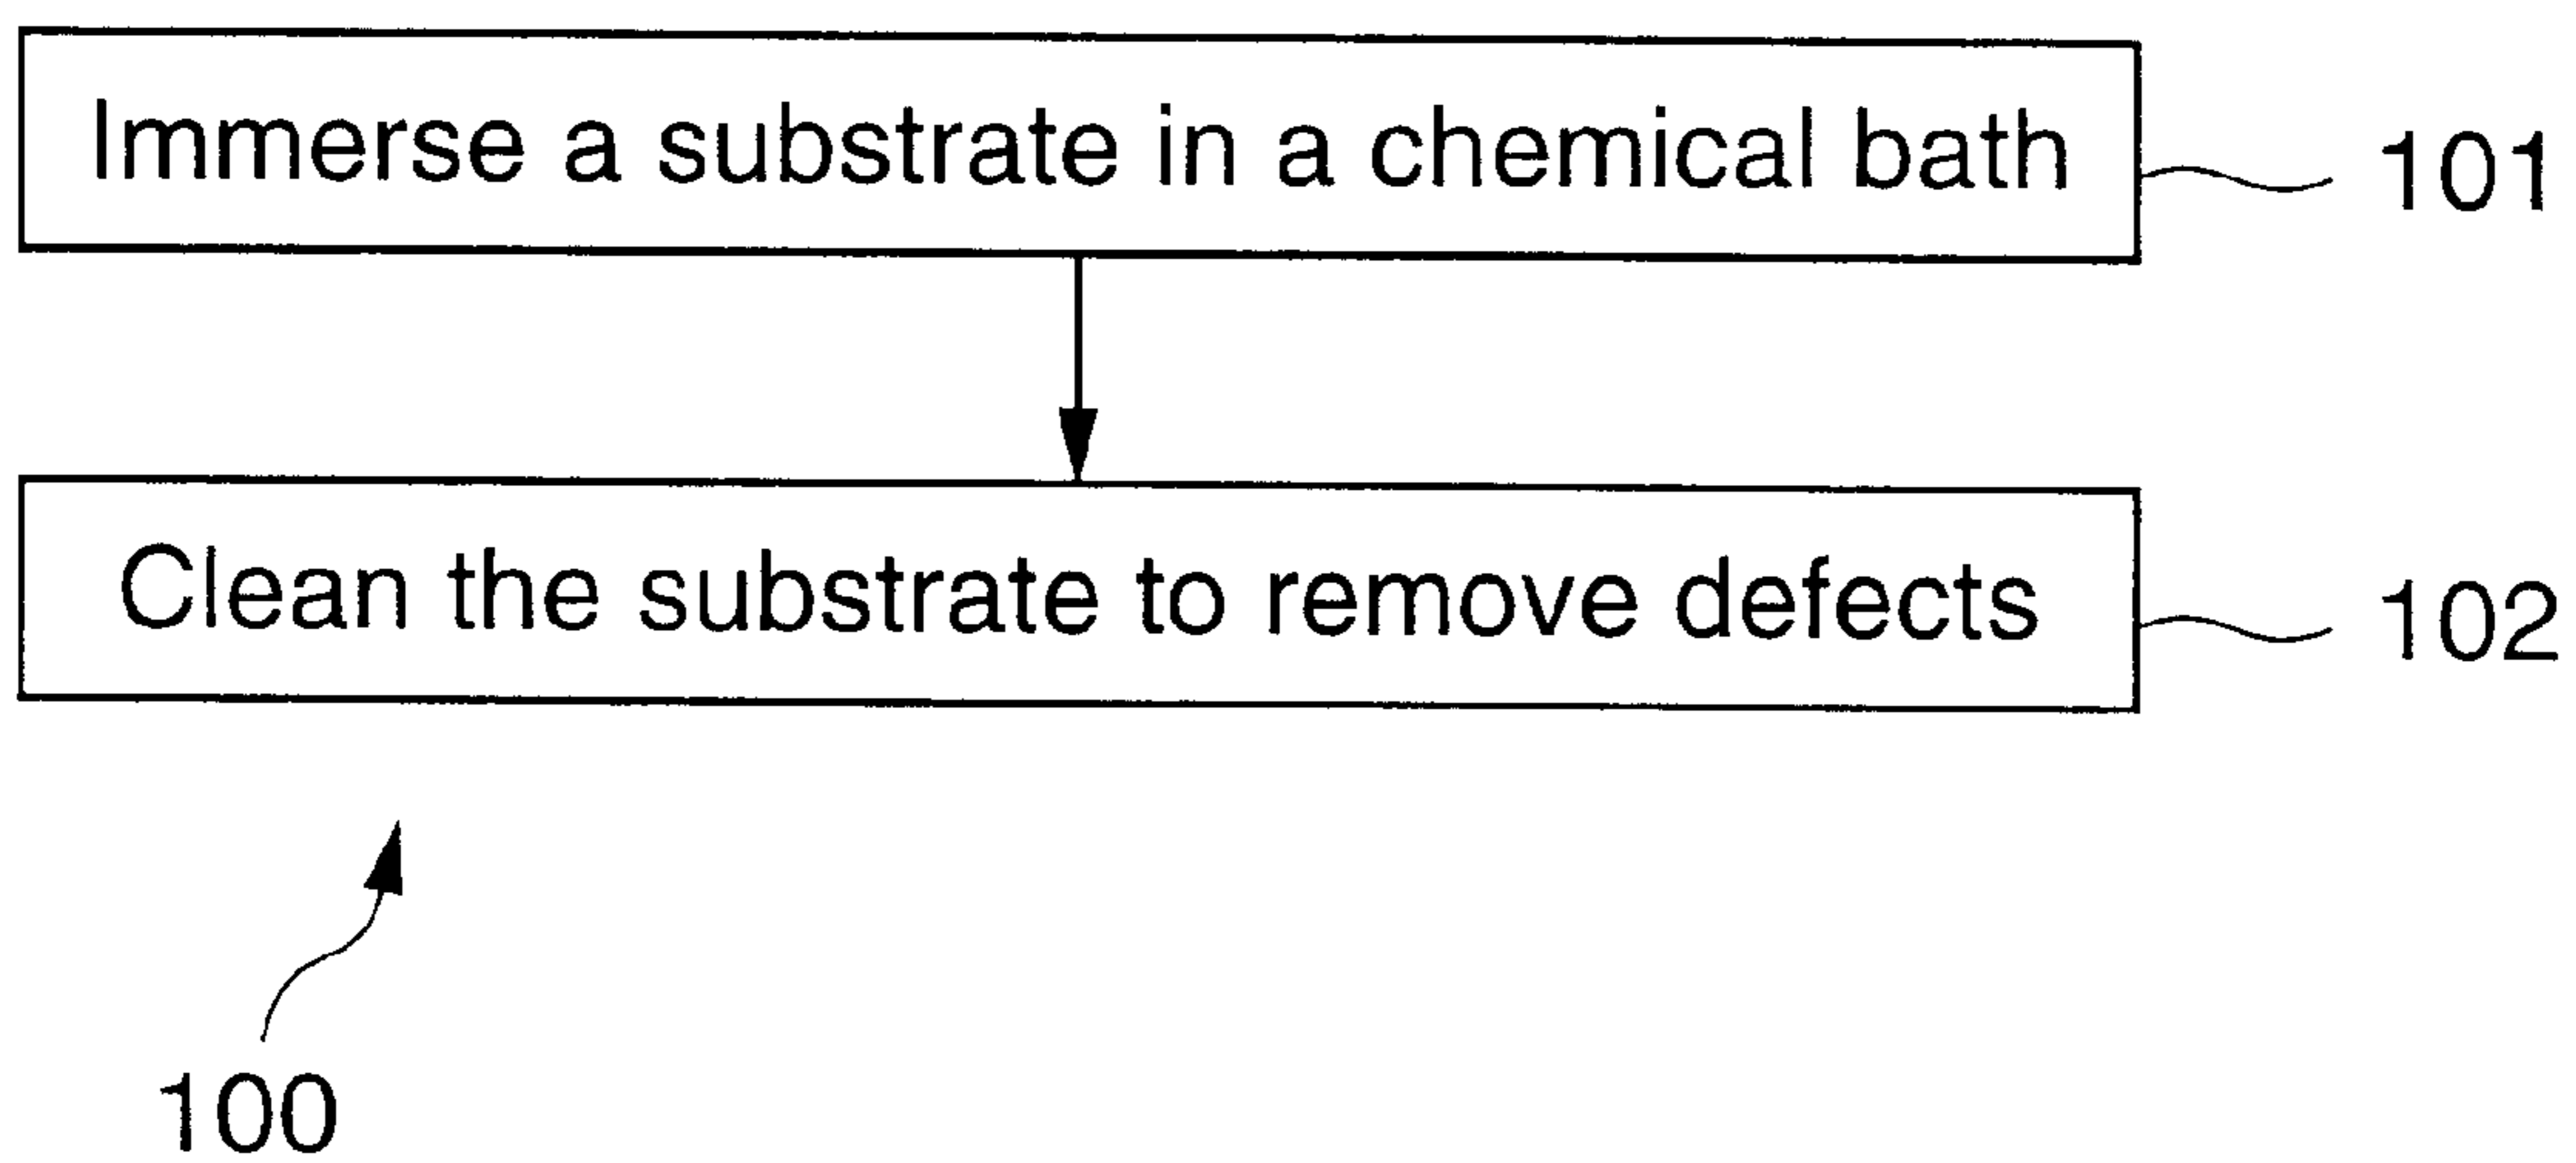 Immerse a substrate in a chemical bath
101
Clean the substrate to remove defects
102
100